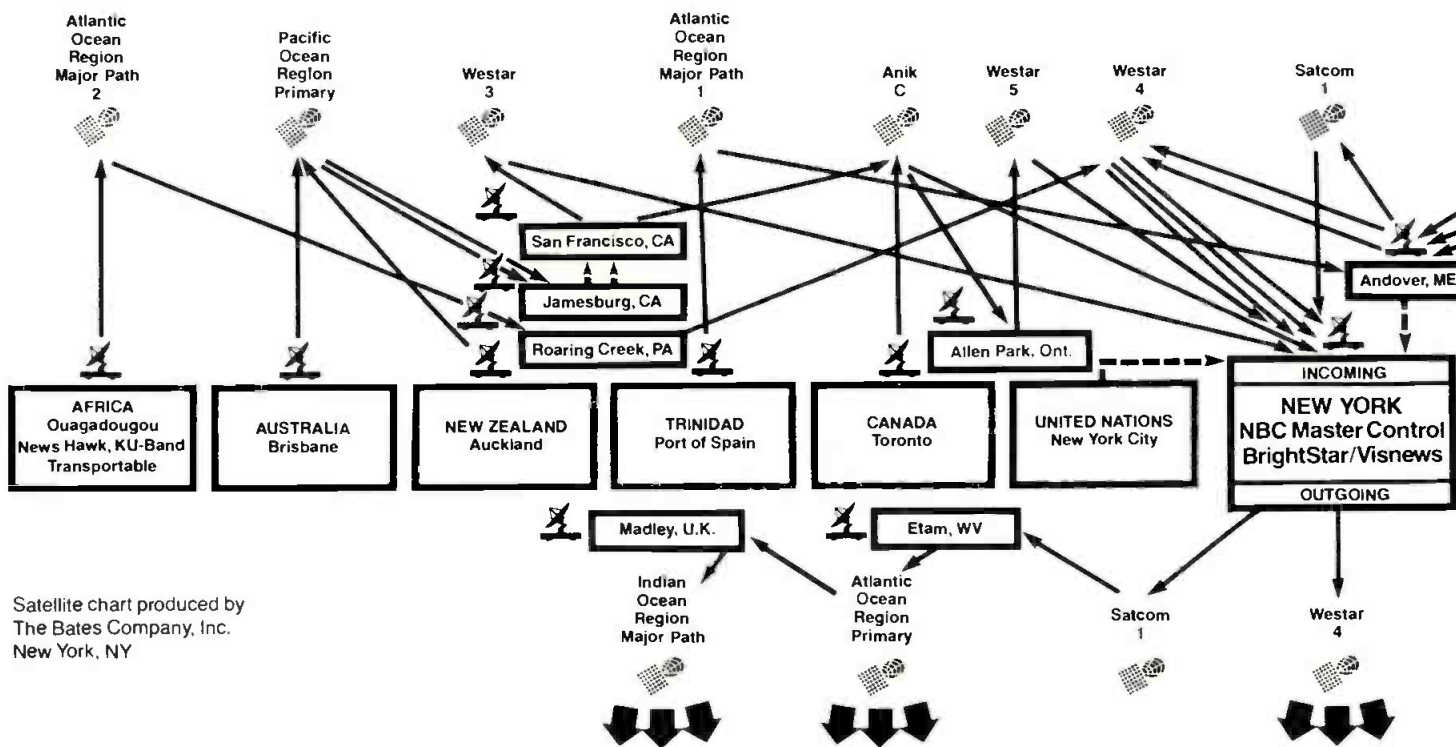 Atlantic
Ocean
Region
Major Path
2
Pacific
Ocean
Region
Primary
Westar
3
Atlantic
Ocean
Region
Major Path
1
Anik
C
Westar
5
Westar
4
Satcom
1
San Francisco, CA
Jamesburg, CA
Roaring Creek, PA
Allen Park, Ont.
Andover, ME
AFRICA
Ouagadougou
News Hawk, KU-Band
Transportable
AUSTRALIA
Brisbane
NEW ZEALAND
Auckland
TRINIDAD
Port of Spain
CANADA
Toronto
UNITED NATIONS
New York City
INCOMING
NEW YORK
NBC Master Control
BrightStar/Visnews
OUTGOING
Madley, U.K.
Etam, WV
Indian
Ocean
Region
Major Path
Atlantic
Ocean
Region
Primary
Satcom
1
Westar
4
Satellite chart produced by
The Bates Company, Inc.
New York, NY